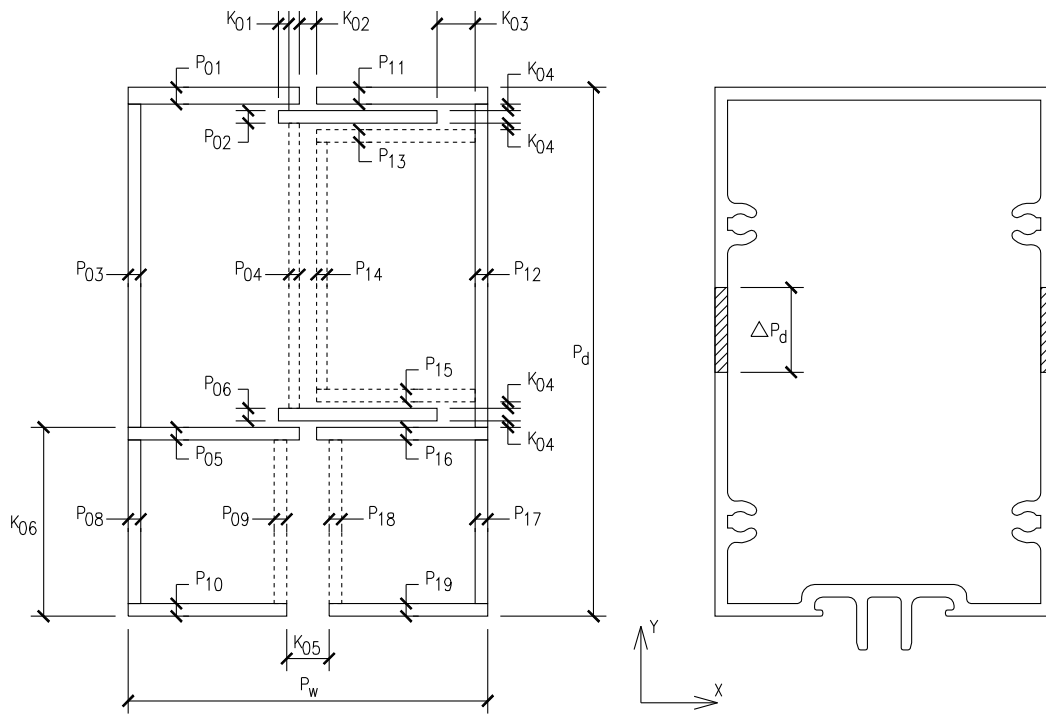 K01 K02 K03
P01 P11 K04
P02 P13 K04
P03 P04 P14 P12
Pd
△Pd
P06 P15 K04
P05 P16 K04
K06 P08 P09 P18 P17
P10 P19
K05
Pw
Y
X